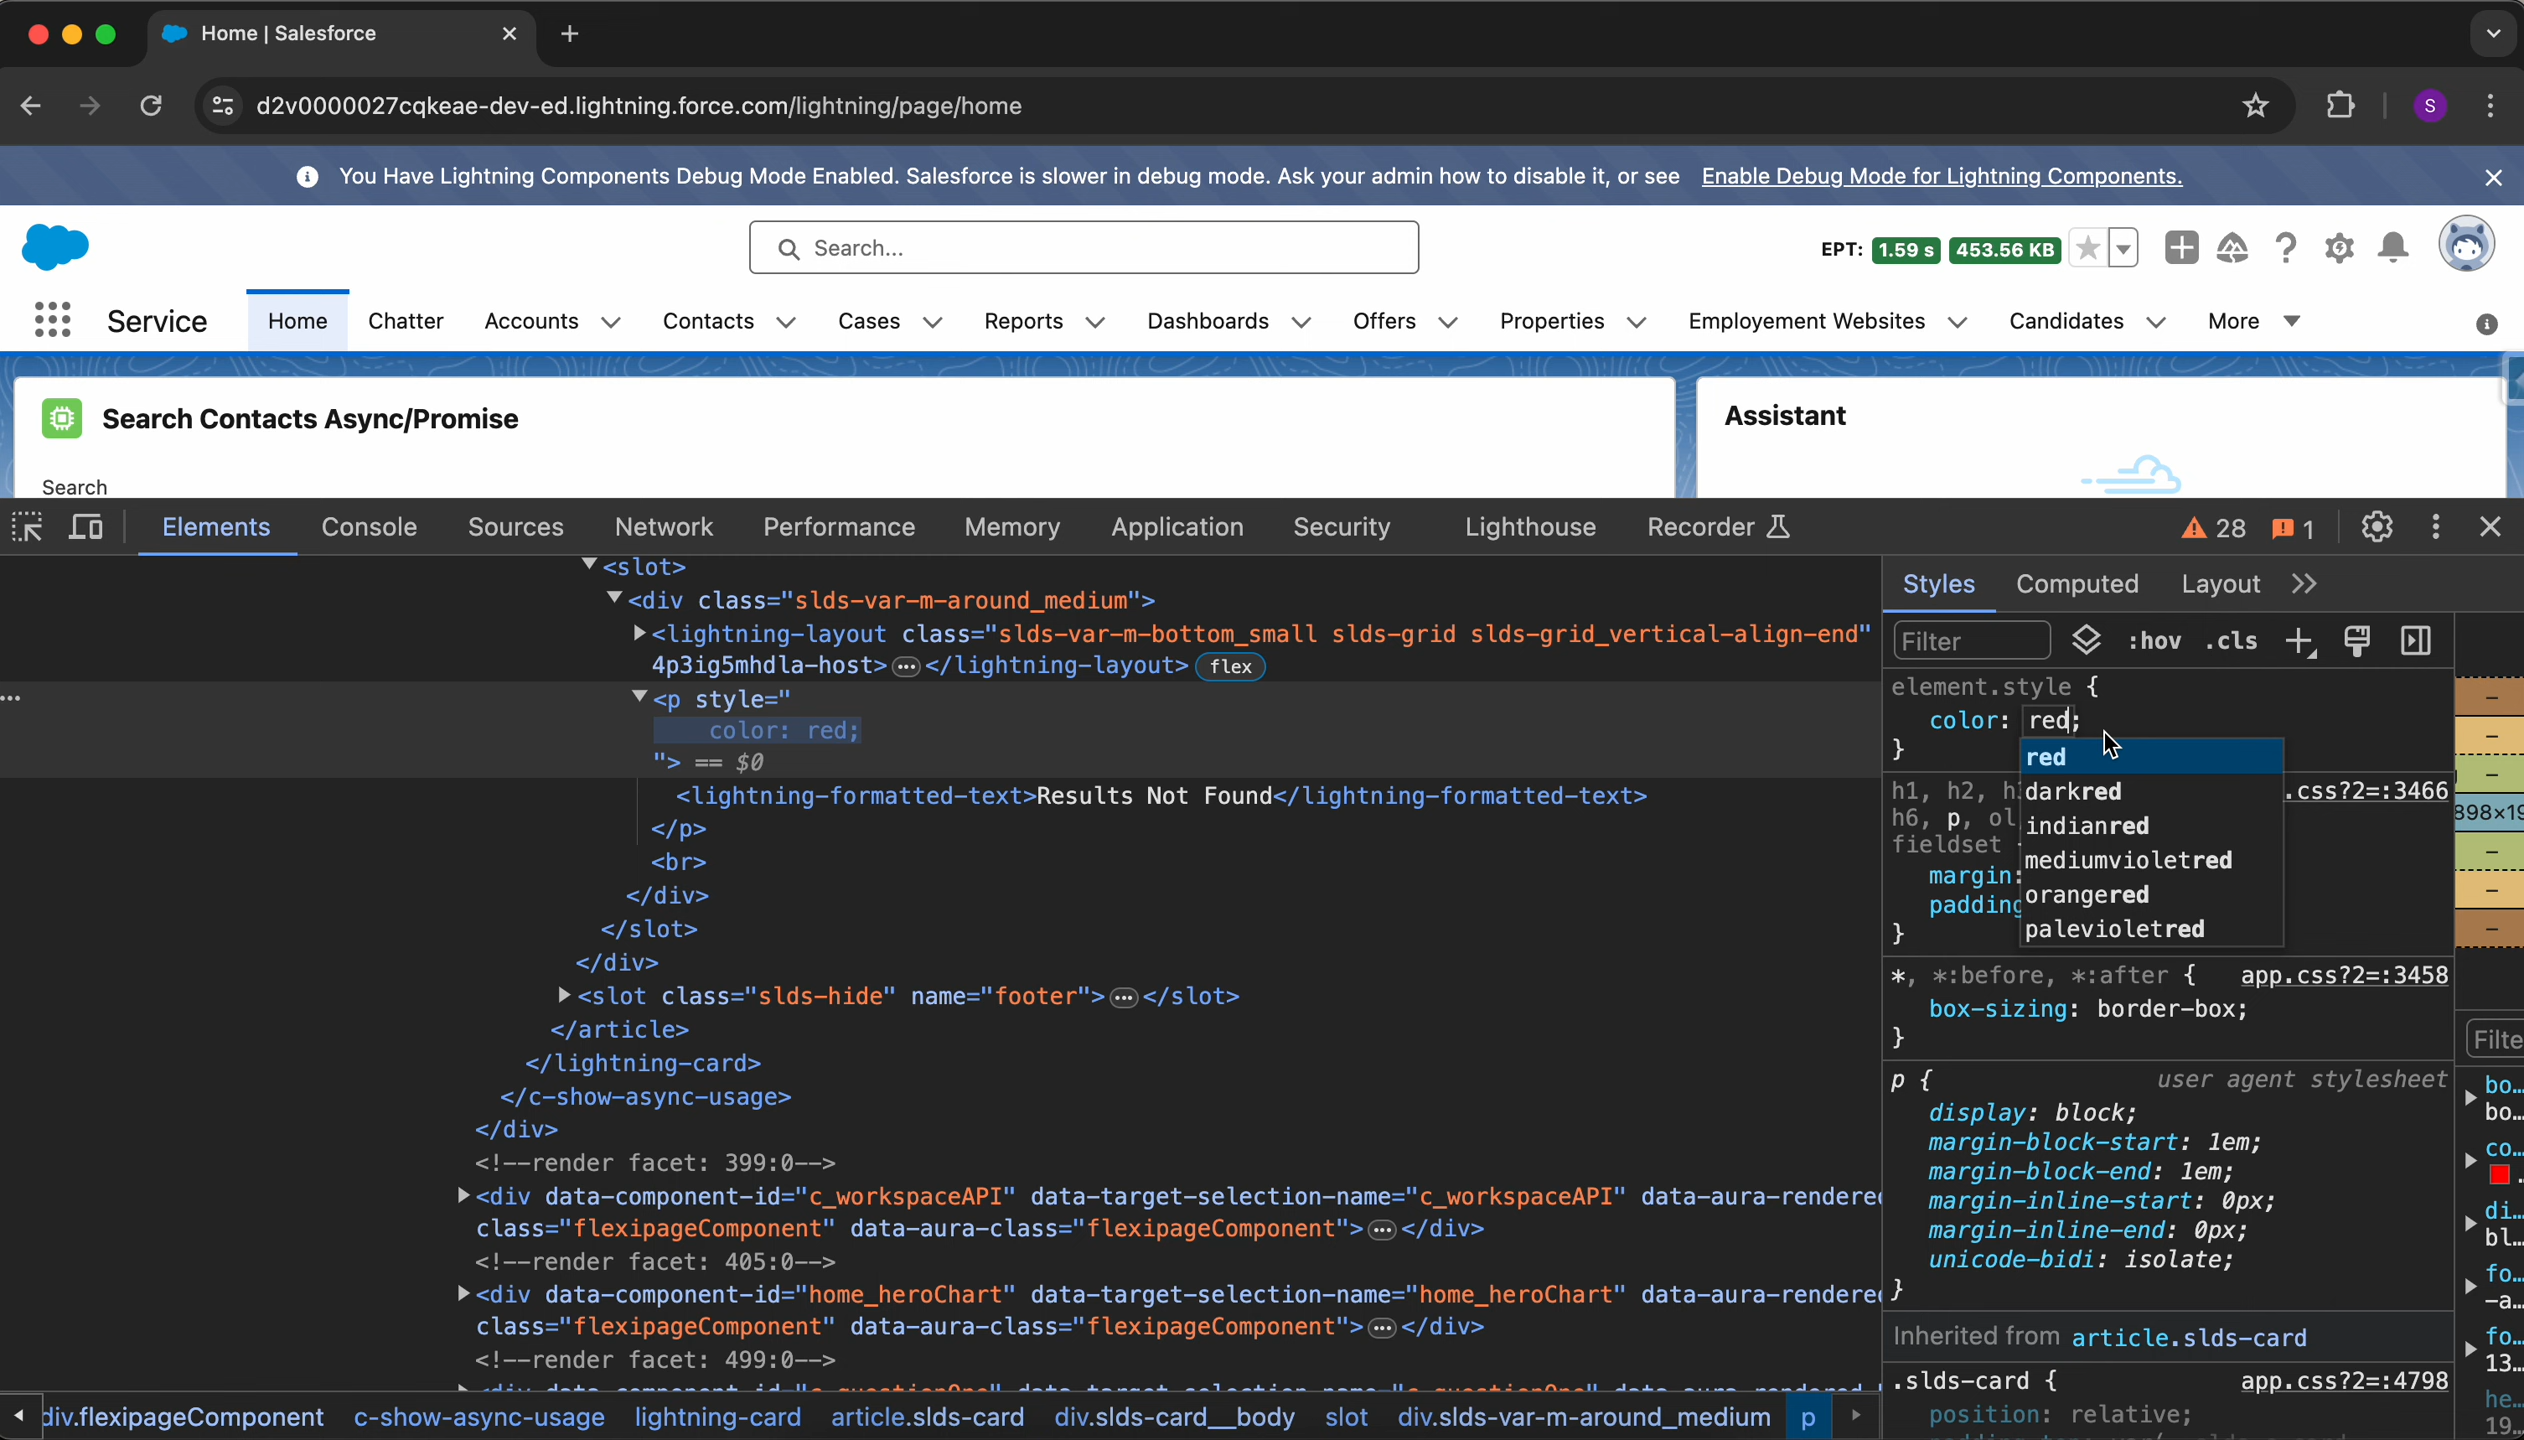 Home | Salesforce
d2v0000027cqkeae-dev-ed.lightning.force.com/lightning/page/home
S
You Have Lightning Components Debug Mode Enabled. Salesforce is slower in debug mode. Ask your admin how to disable it, or see Enable Debug Mode for Lightning Components.
Search...
EPT: 1.59 s 453.56 KB
Service Home Chatter Accounts Contacts Cases Reports Dashboards Offers Properties Employement Websites Candidates More
Search Contacts Async/Promise
Assistant
Search
Elements Console Sources Network Performance Memory Application Security Lighthouse Recorder 28 1
<slot>
<div class="slds-var-m-around_medium">
<lightning-layout class="slds-var-m-bottom_small slds-grid slds-grid_vertical-align-end"
4p3ig5mhdla-host> … </lightning-layout> flex
<p style="
color: red;
"> == $0
<lightning-formatted-text>Results Not Found</lightning-formatted-text>
</p>
<br>
</div>
</slot>
</div>
<slot class="slds-hide" name="footer"> … </slot>
</article>
</lightning-card>
</c-show-async-usage>
</div>
<!--render facet: 399:0-->
<div data-component-id="c_workspaceAPI" data-target-selection-name="c_workspaceAPI" data-aura-rendere
class="flexipageComponent" data-aura-class="flexipageComponent"> … </div>
<!--render facet: 405:0-->
<div data-component-id="home_heroChart" data-target-selection-name="home_heroChart" data-aura-rendere
class="flexipageComponent" data-aura-class="flexipageComponent"> … </div>
<!--render facet: 499:0-->
div.flexipageComponent c-show-async-usage lightning-card article.slds-card div.slds-card__body slot div.slds-var-m-around_medium p
Styles Computed Layout
Filter :hov .cls
element.style {
color: red;
}
red
darkred
indianred
mediumvioletred
orangered
palevioletred
h1, h2, h .css?2=:3466
h6, p, ol
fieldset
margin:
padding
}
*, *:before, *:after { app.css?2=:3458
box-sizing: border-box;
}
p { user agent stylesheet
display: block;
margin-block-start: 1em;
margin-block-end: 1em;
margin-inline-start: 0px;
margin-inline-end: 0px;
unicode-bidi: isolate;
}
Inherited from article.slds-card
.slds-card { app.css?2=:4798
position: relative;
898×19
Filte
bo…
bo…
co…
di…
bl…
fo…
-a…
fo…
13…
he…
19…